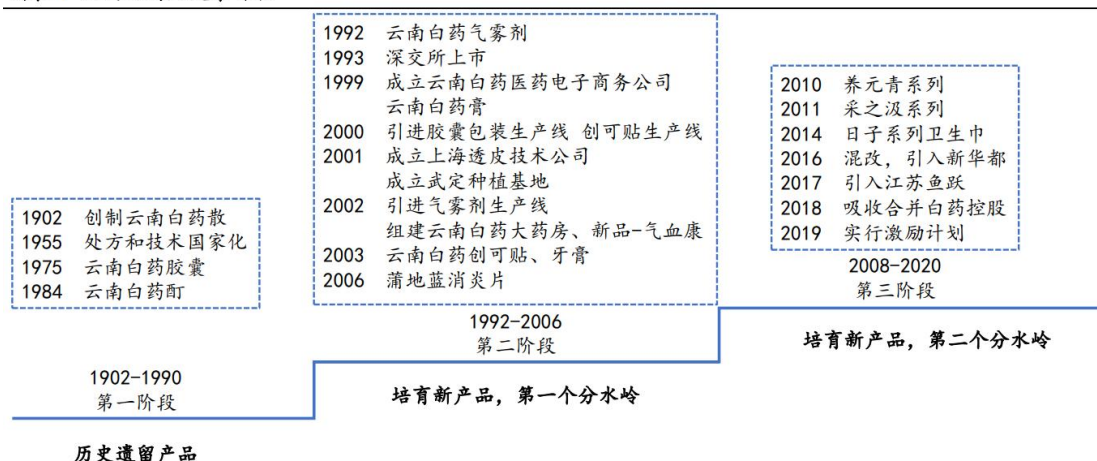 1902 创制云南白药散
1955 处方和技术国家化
1975 云南白药胶囊
1984 云南白药酊
1902-1990
第一阶段
历史遗留产品
1992 云南白药气雾剂
1993 深交所上市
1999 成立云南白药医药电子商务公司
云南白药膏
2000 引进胶囊包装生产线 创可贴生产线
2001 成立上海透皮技术公司
成立武定种植基地
2002 引进气雾剂生产线
组建云南白药大药房、新品-气血康
2003 云南白药创可贴、牙膏
2006 蒲地蓝消炎片
1992-2006
第二阶段
培育新产品，第一个分水岭
2010 养元青系列
2011 采之汲系列
2014 日子系列卫生巾
2016 混改，引入新华都
2017 引入江苏鱼跃
2018 吸收合并白药控股
2019 实行激励计划
2008-2020
第三阶段
培育新产品，第二个分水岭